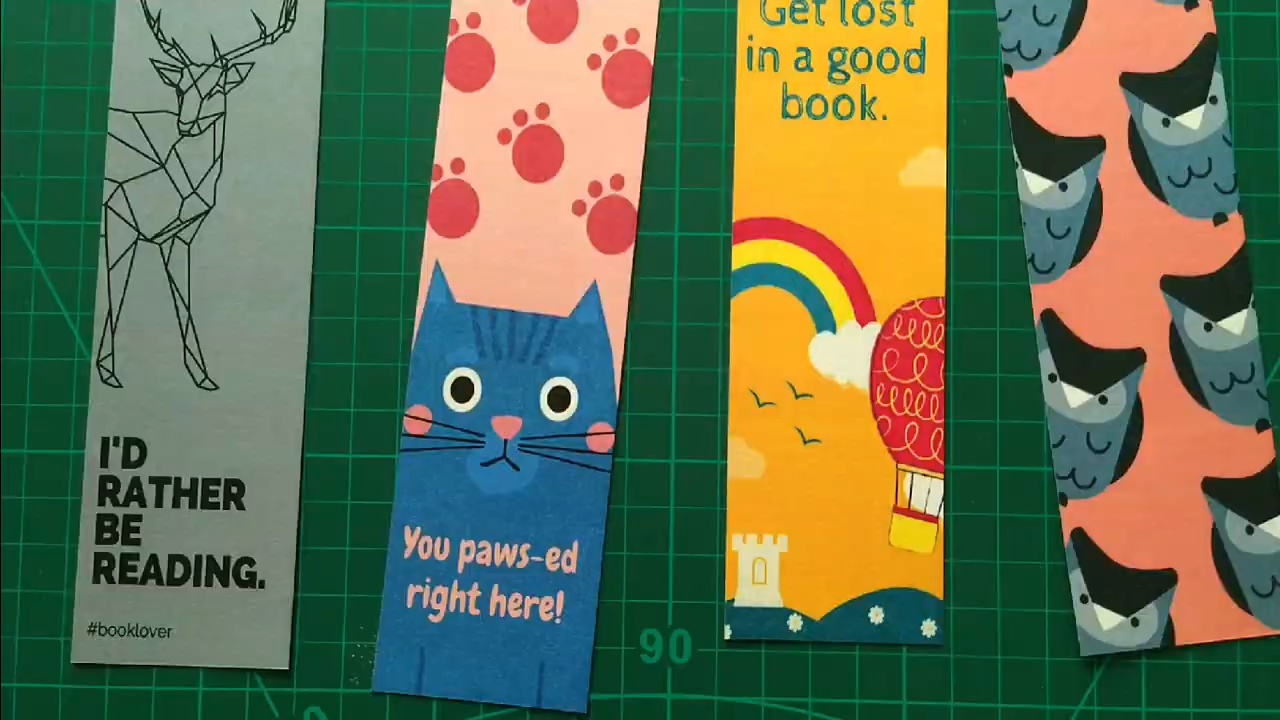 I'D
RATHER
BE
READING.
#booklover
You paws-ed
right here!
Get lost
in a good
book.
90